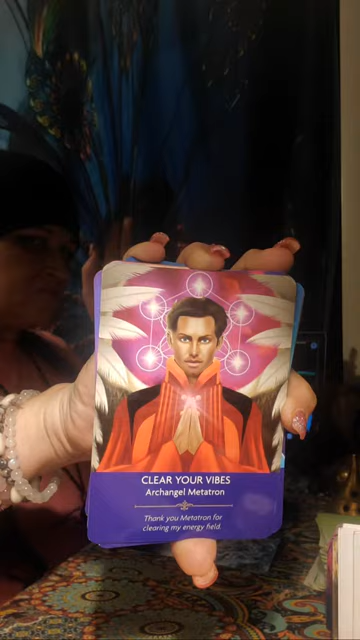 CLEAR YOUR VIBES
Archangel Metatron
Thank you Metatron for
clearing my energy field.